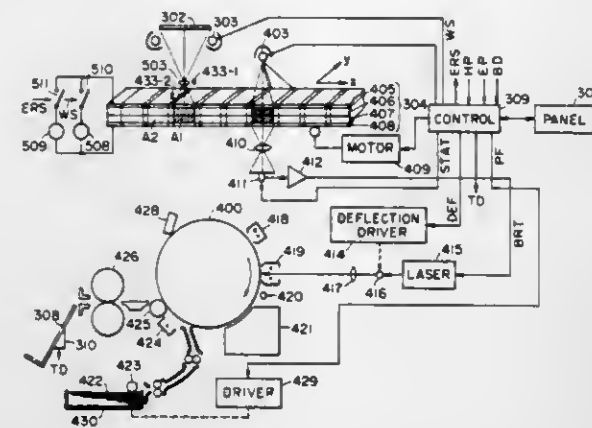 302
303
403
WS
ERS
HP
EP
BD
503
433-2
433-1
y
x
510
511
ERS
WS
405
406
407
408
304
309
CONTROL
PANEL
A2
A1
509
508
410
412
411
MOTOR
409
STAT
DEF
TD
PF
BRT
428
400
418
DEFLECTION
DRIVER
414
419
LASER
415
417
416
420
426
308
425
424
421
310
TD
423
422
430
DRIVER
429